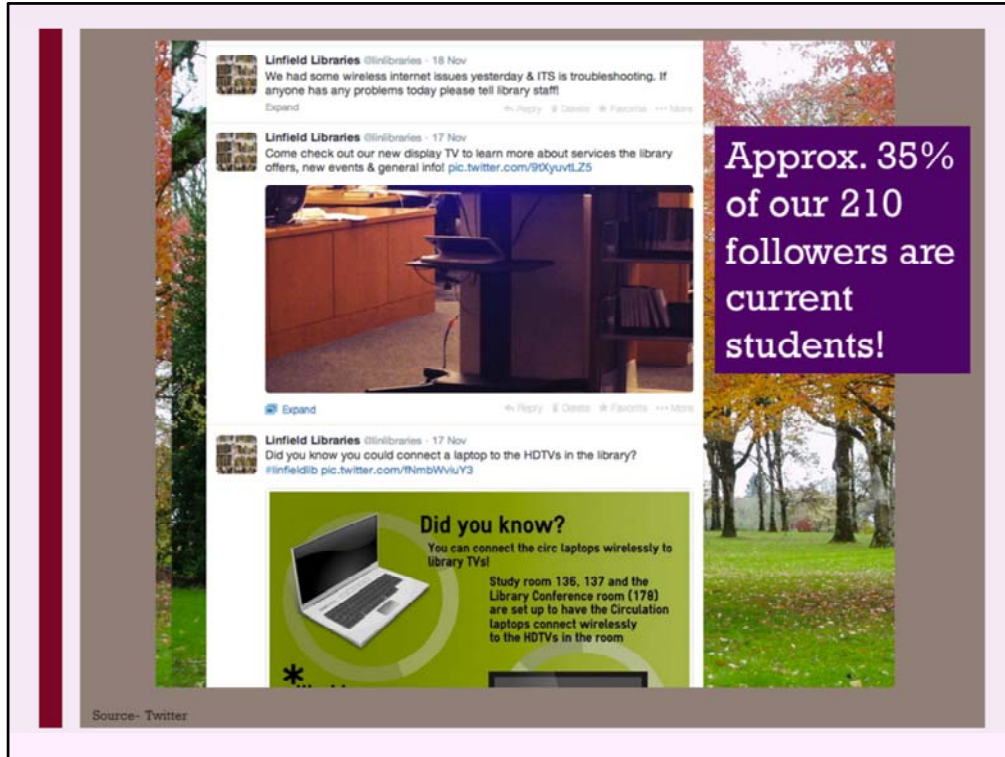 Linfield Libraries @linlibraries · 18 Nov
We had some wireless internet issues yesterday & ITS is troubleshooting. If
anyone has any problems today please tell library staff!
Expand
Reply Delete Favorite More
Linfield Libraries @linlibraries · 17 Nov
Come check out our new display TV to learn more about services the library
offers, new events & general info! pic.twitter.com/9tXyuvtLZ5
Expand
Reply Delete Favorite More
Linfield Libraries @linlibraries · 17 Nov
Did you know you could connect a laptop to the HDTVs in the library?
#linfieldlib pic.twitter.com/fNmbWviuY3
Did you know?
You can connect the circ laptops wirelessly to
library TVs!
Study room 136, 137 and the
Library Conference room (178)
are set up to have the Circulation
laptops connect wirelessly
to the HDTVs in the room
*
Approx. 35%
of our 210
followers are
current
students!
Source- Twitter